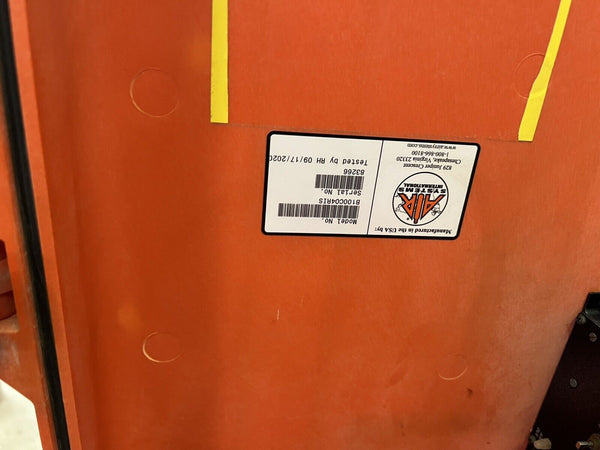 Manufactured in the USA by:
AIR
SYSTEMS
INTERNATIONAL
829 Juniper Crescent
Chesapeake, Virginia 23320
1-800-866-8100
www.airsystems.com
Model No.
B1000C04RIS
Serial No.
83266
Tested by RH 09/17/2020